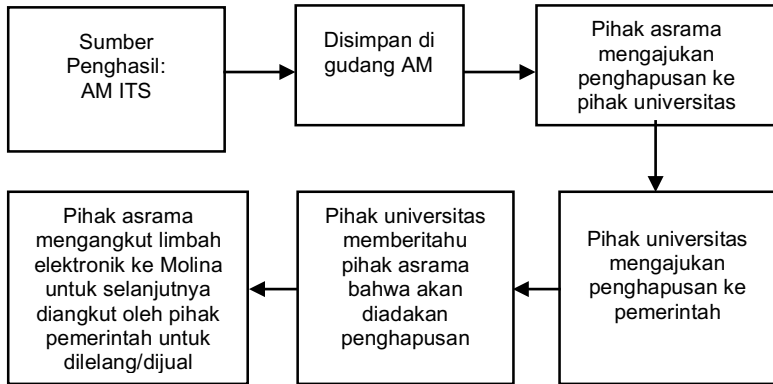 Sumber
Penghasil:
AM ITS
Disimpan di
gudang AM
Pihak asrama
mengajukan
penghapusan ke
pihak universitas
Pihak universitas
mengajukan
penghapusan ke
pemerintah
Pihak universitas
memberitahu
pihak asrama
bahwa akan
diadakan
penghapusan
Pihak asrama
mengangkut limbah
elektronik ke Molina
untuk selanjutnya
diangkut oleh pihak
pemerintah untuk
dilelang/dijual